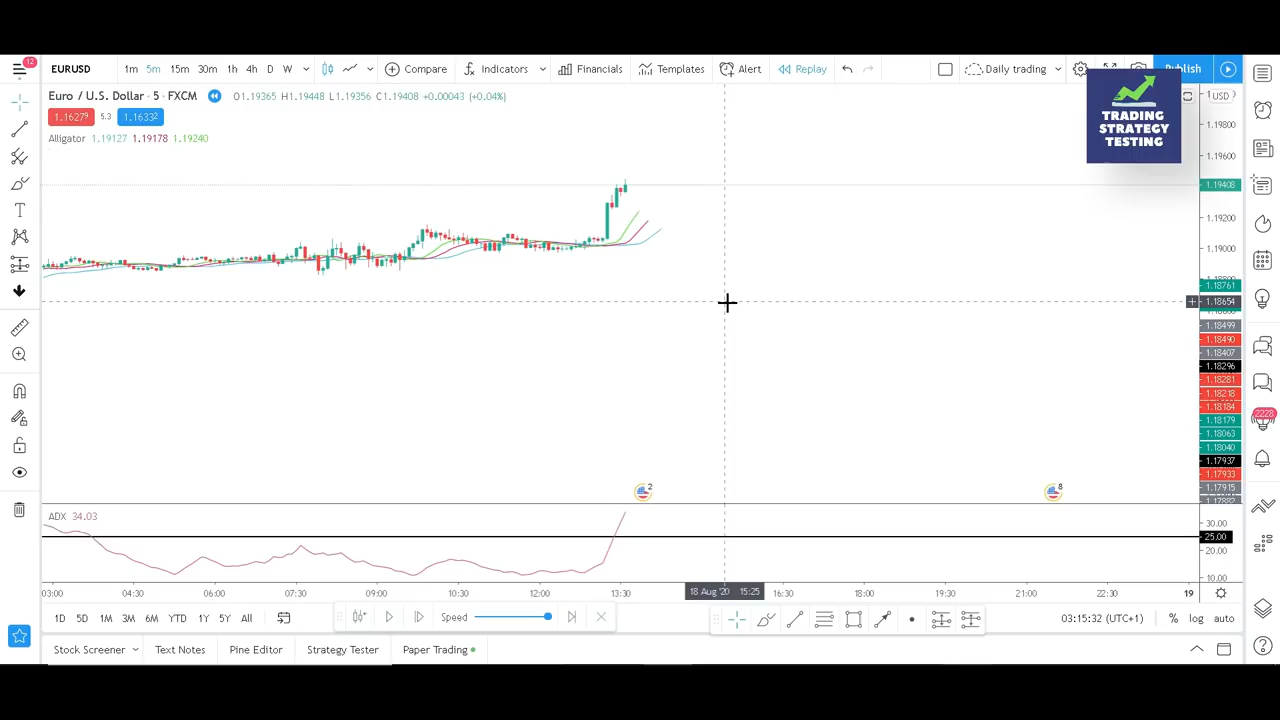 12
EURUSD 1m 5m 15m 30m 1h 4h D W Compare Indicators Financials Templates Alert Replay Daily trading Publish
Euro / U.S. Dollar · 5 · FXCM O1.19365 H1.19448 L1.19356 C1.19408 +0.00043 (+0.04%)
USD
1.16279 5.3 1.16332
Alligator 1.19127 1.19178 1.19240
TRADING
STRATEGY
TESTING
1.19800
1.19600
1.19408
1.19200
1.19000
1.18761
1.18654
1.18499
1.18490
1.18407
1.18296
1.18281
1.18218
1.18184
1.18179
1.18063
1.18040
1.17937
1.17933
1.17915
1.17882
2228
2
8
ADX 34.03
30.00
25.00
20.00
10.00
03:00 04:30 06:00 07:30 09:00 10:30 12:00 13:30 18 Aug '20 15:25 16:30 18:00 19:30 21:00 22:30 19
1D 5D 1M 3M 6M YTD 1Y 5Y All Speed 03:15:32 (UTC+1) % log auto
Stock Screener Text Notes Pine Editor Strategy Tester Paper Trading